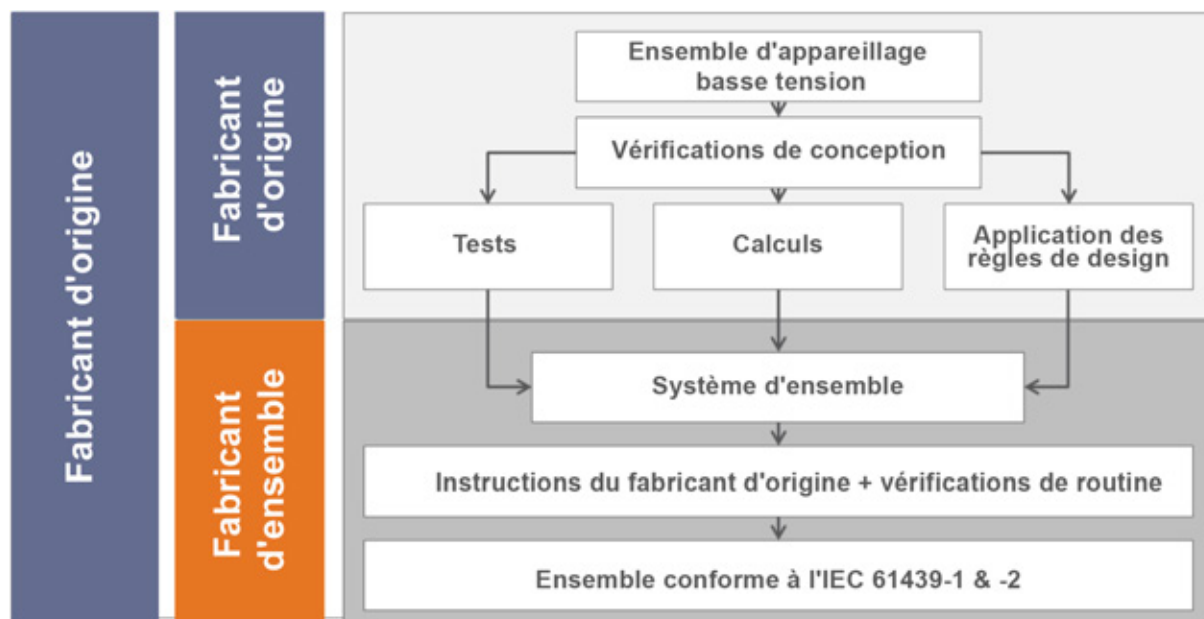 Fabricant d'origine
Fabricant
d'origine
Fabricant
d'ensemble
Ensemble d'appareillage
basse tension
Vérifications de conception
Tests
Calculs
Application des
règles de design
Système d'ensemble
Instructions du fabricant d'origine + vérifications de routine
Ensemble conforme à l'IEC 61439-1 & -2